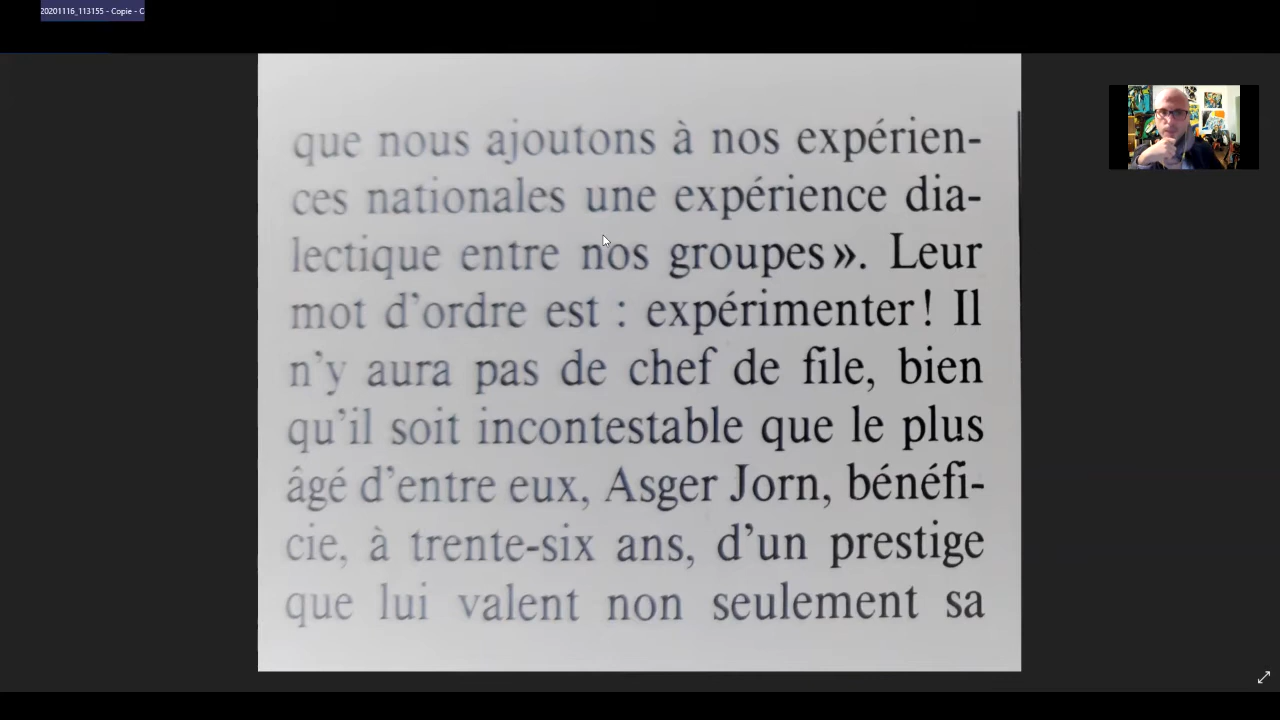 20201116_113155 - Copie - C
que nous ajoutons à nos expérien-
ces nationales une expérience dia-
lectique entre nos groupes». Leur
mot d'ordre est : expérimenter! Il
n'y aura pas de chef de file, bien
qu'il soit incontestable que le plus
âgé d'entre eux, Asger Jorn, bénéfi-
cie, à trente-six ans, d'un prestige
que lui valent non seulement sa